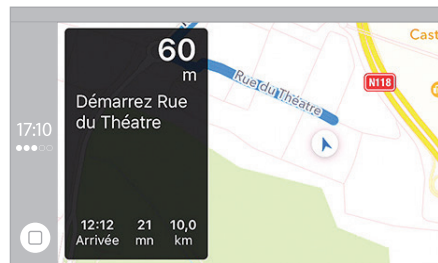 60
m
Démarrez Rue
du Théatre
17:10
12:12 21 10,0
Arrivée mn km
Rue du Théatre
N118
Cast